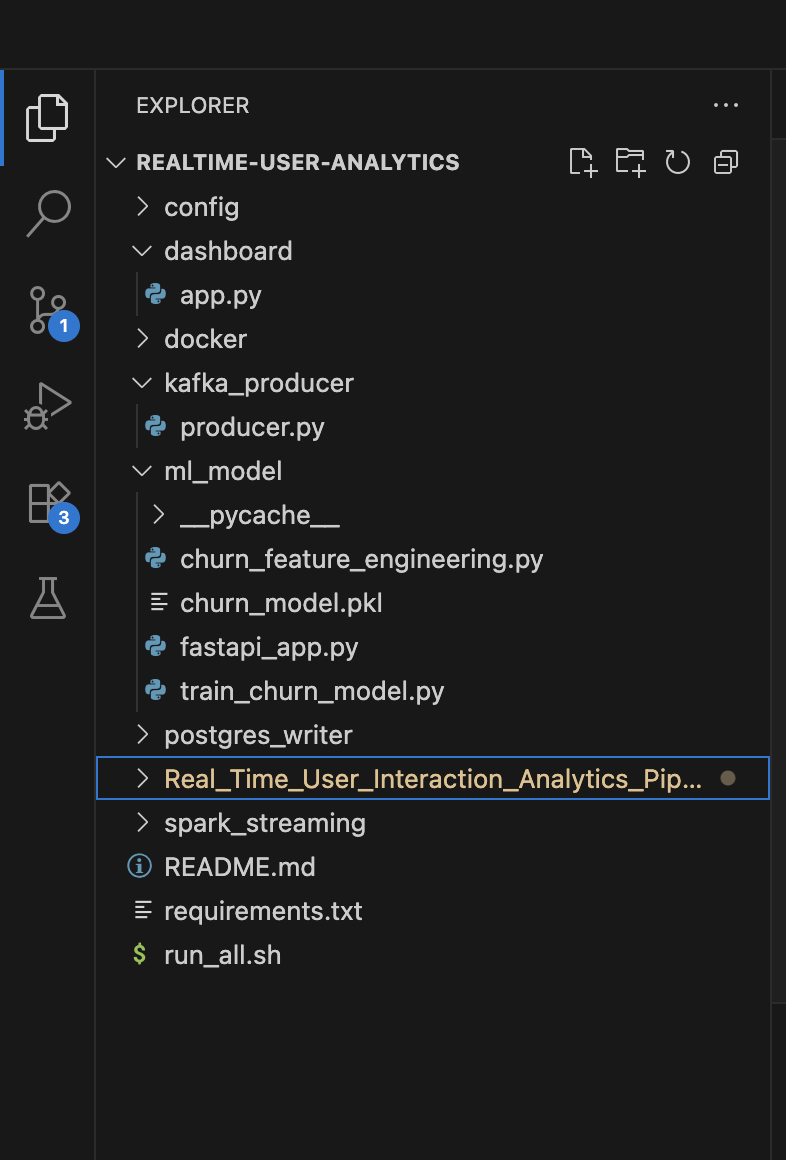 EXPLORER
REALTIME-USER-ANALYTICS
config
dashboard
app.py
docker
kafka_producer
producer.py
1
ml_model
__pycache__
3
churn_feature_engineering.py
churn_model.pkl
fastapi_app.py
train_churn_model.py
postgres_writer
Real_Time_User_Interaction_Analytics_Pip...
spark_streaming
README.md
requirements.txt
$ run_all.sh